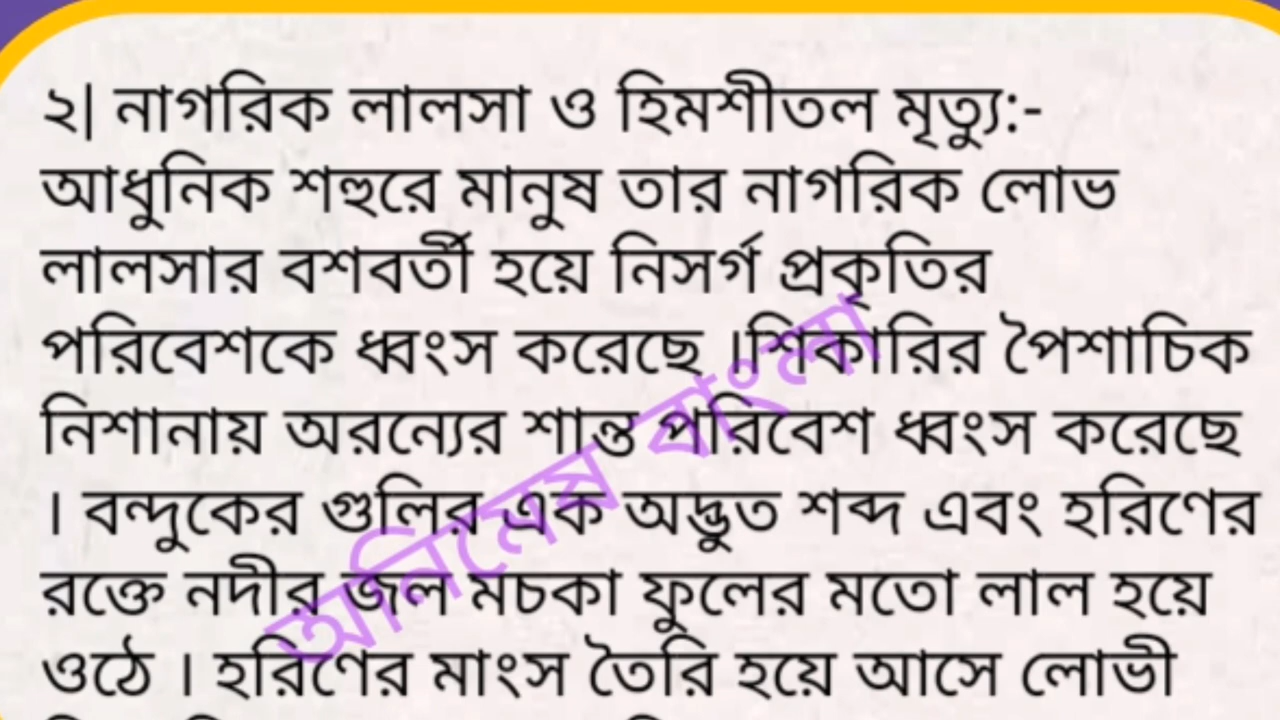 ২| নাগরিক লালসা ও হিমশীতল মৃত্যু:-
আধুনিক শহুরে মানুষ তার নাগরিক লোভ
লালসার বশবর্তী হয়ে নিসর্গ প্রকৃতির
পরিবেশকে ধ্বংস করেছে ।শিকারির পৈশাচিক
নিশানায় অরন্যের শান্ত পরিবেশ ধ্বংস করেছে
। বন্দুকের গুলির এক অদ্ভুত শব্দ এবং হরিণের
রক্তে নদীর জল মচকা ফুলের মতো লাল হয়ে
ওঠে । হরিণের মাংস তৈরি হয়ে আসে লোভী
অনিমেষ বাংলা